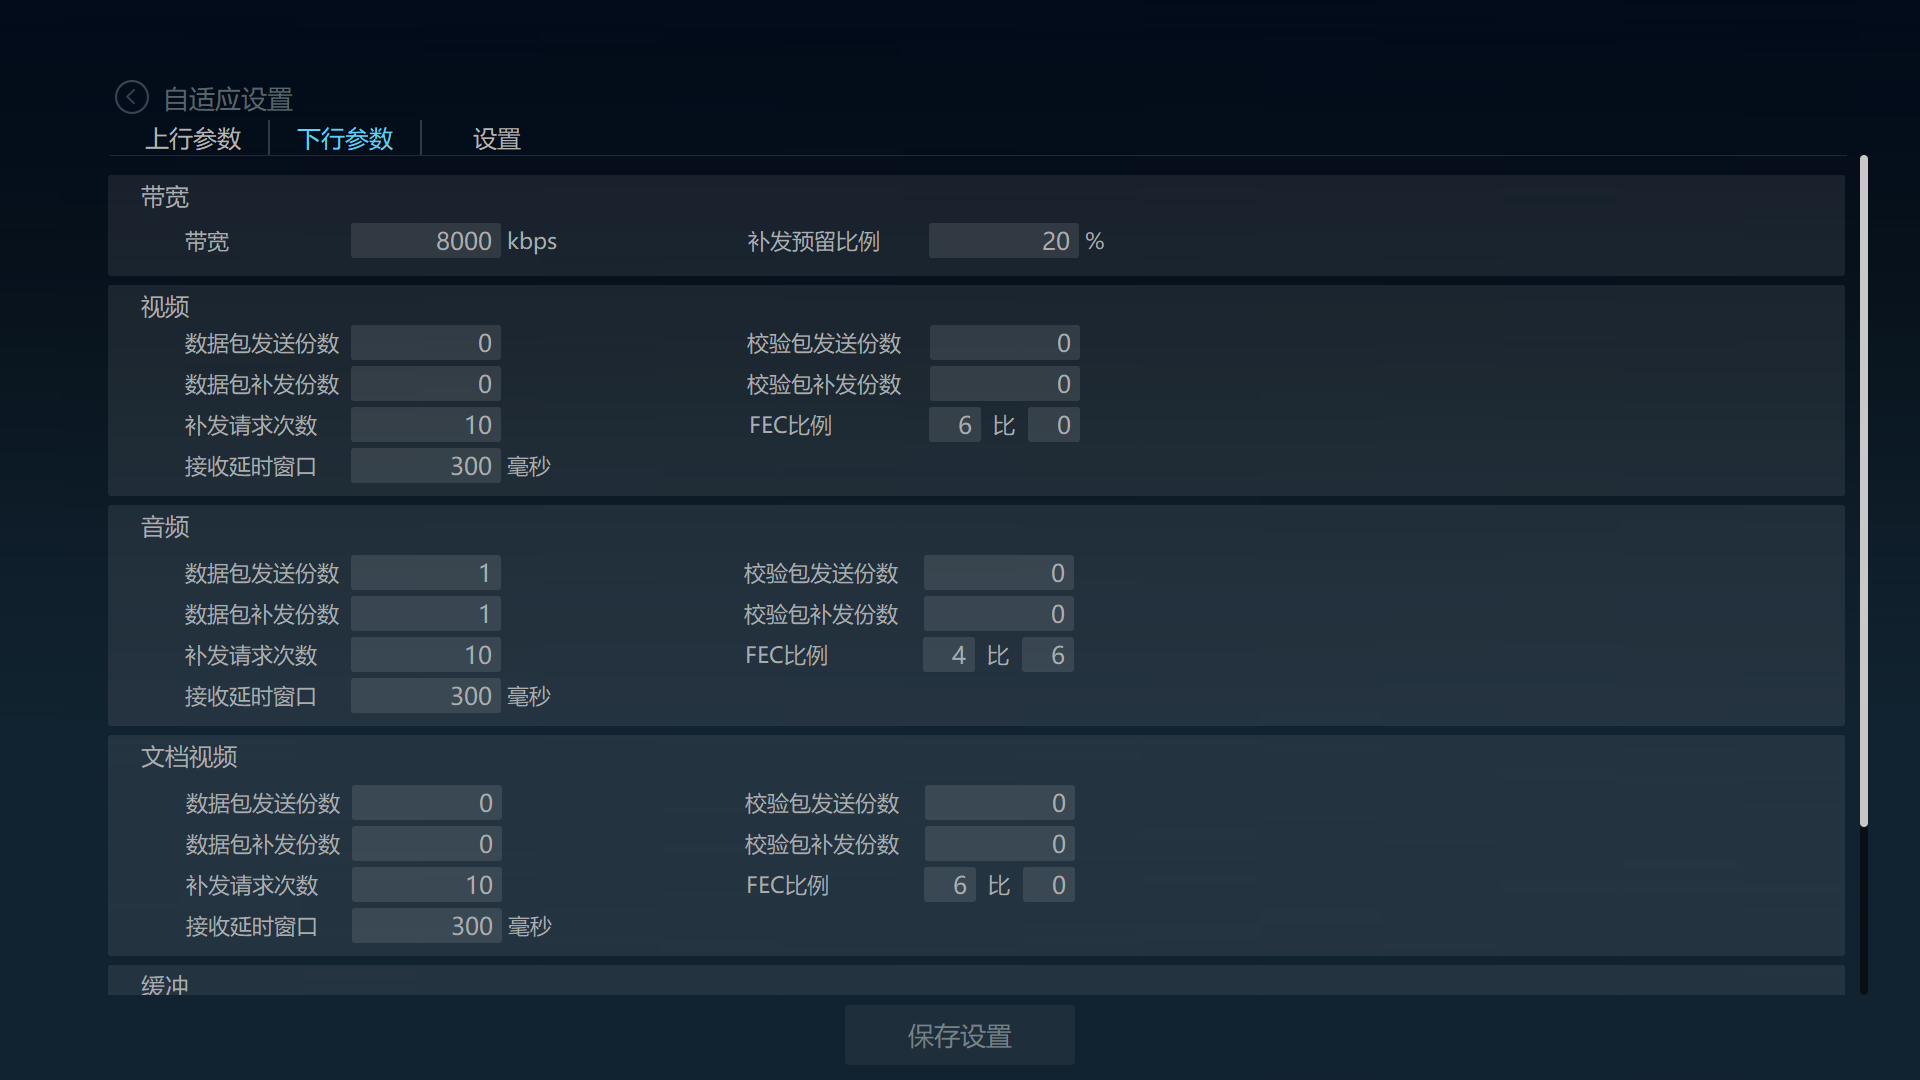 自适应设置
上行参数 下行参数 设置
带宽
带宽 8000 kbps 补发预留比例 20 %
视频
数据包发送份数 0 校验包发送份数 0
数据包补发份数 0 校验包补发份数 0
补发请求次数 10 FEC比例 6 比 0
接收延时窗口 300 毫秒
音频
数据包发送份数 1 校验包发送份数 0
数据包补发份数 1 校验包补发份数 0
补发请求次数 10 FEC比例 4 比 6
接收延时窗口 300 毫秒
文档视频
数据包发送份数 0 校验包发送份数 0
数据包补发份数 0 校验包补发份数 0
补发请求次数 10 FEC比例 6 比 0
接收延时窗口 300 毫秒
缓冲
保存设置